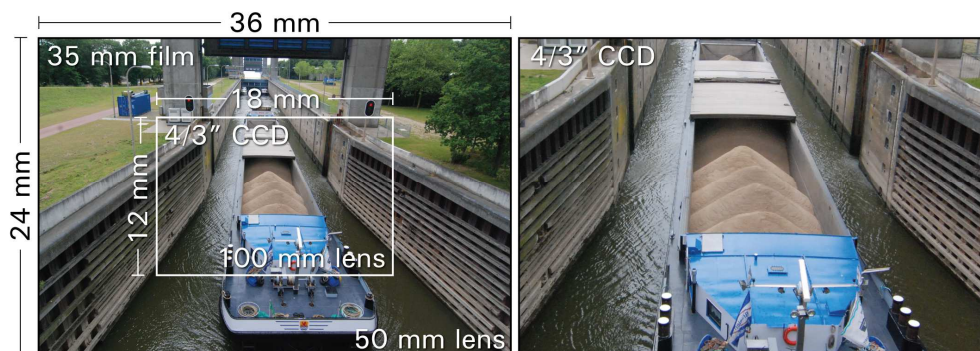 36 mm
35 mm film
4/3” CCD
18 mm
4/3” CCD
24 mm
12 mm
100 mm lens
50 mm lens